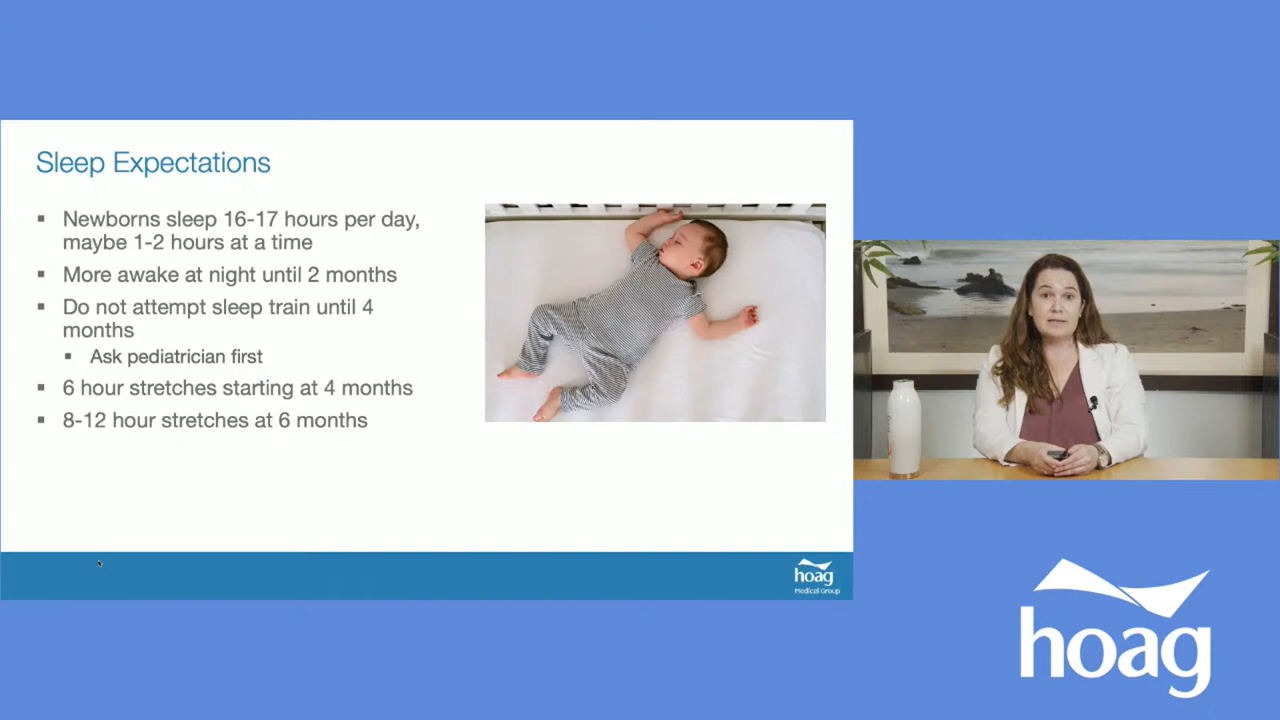 Sleep Expectations
Newborns sleep 16-17 hours per day,
maybe 1-2 hours at a time
More awake at night until 2 months
Do not attempt sleep train until 4
months
Ask pediatrician first
6 hour stretches starting at 4 months
8-12 hour stretches at 6 months
hoag
Medical Group
hoag